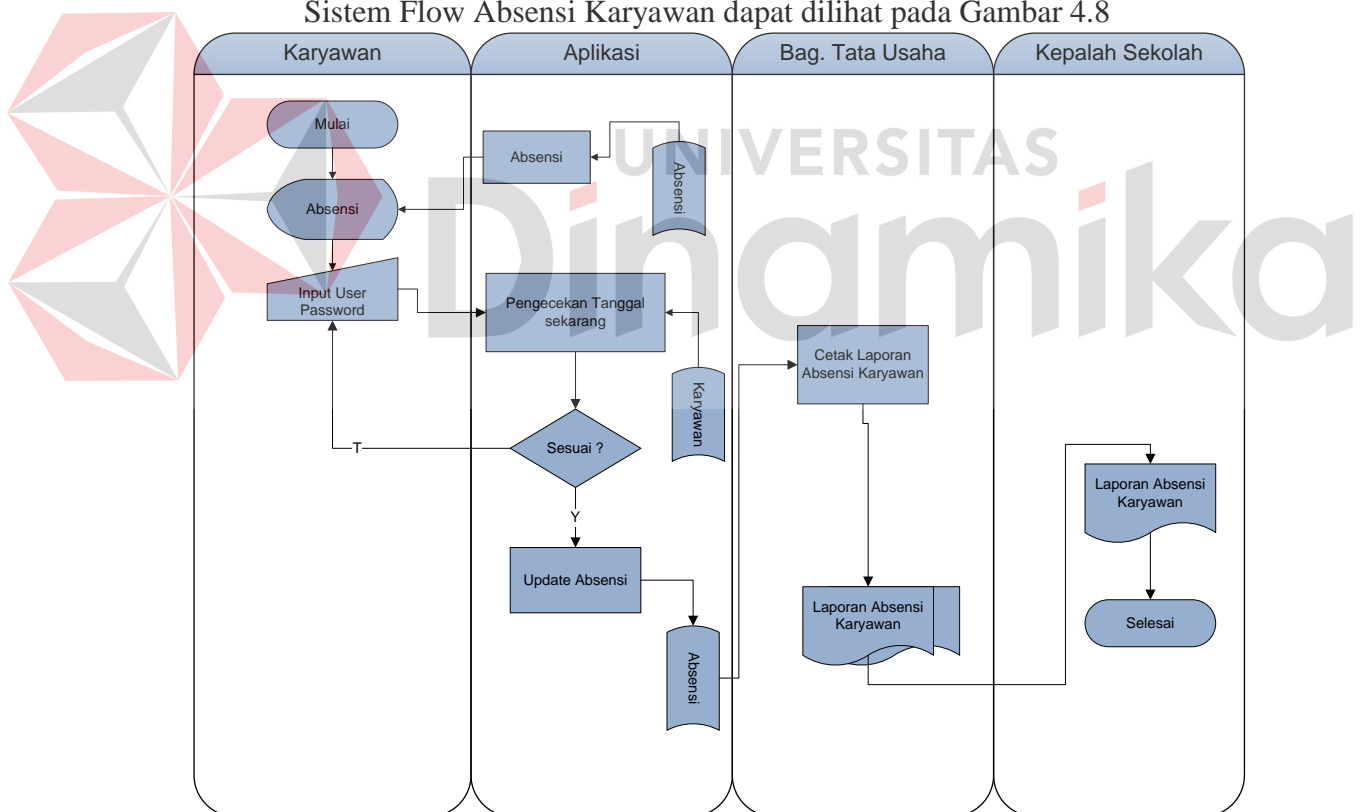 Sistem Flow Absensi Karyawan dapat dilihat pada Gambar 4.8
Karyawan
Aplikasi
Bag. Tata Usaha
Kepalah Sekolah
Mulai
Absensi
Absensi
Absensi
UNIVERSITAS
Dinamika
Input User
Password
Pengecekan Tanggal
sekarang
Karyawan
Cetak Laporan
Absensi Karyawan
Sesuai ?
T
Y
Update Absensi
Absensi
Laporan Absensi
Karyawan
Laporan Absensi
Karyawan
Selesai